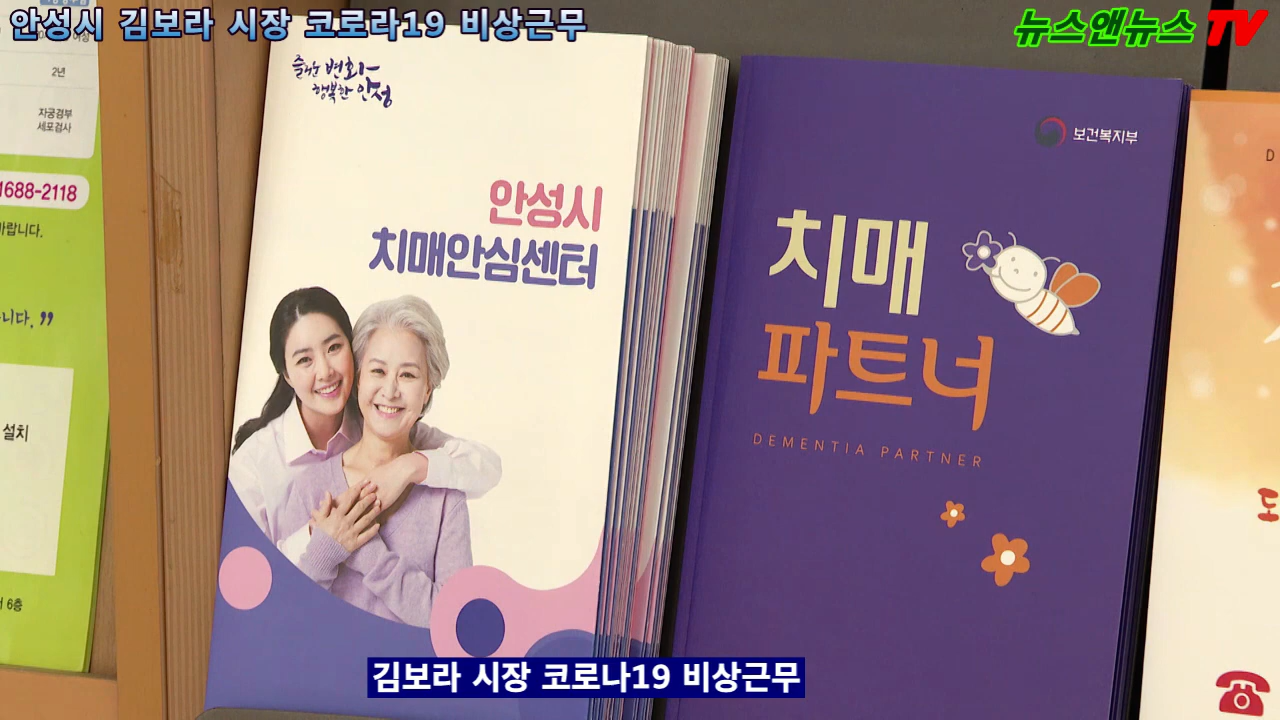 안성시 김보라 시장 코로라19 비상근무
뉴스앤뉴스 TV
2년
자궁경부
세포검사
1688-2118
바랍니다.
니다. ”
설치
6층
즐거운 변화
행복한 안성
안성시
치매안심센터
보건복지부
치매
파트너
DEMENTIA PARTNER
D
도
김보라 시장 코로나19 비상근무